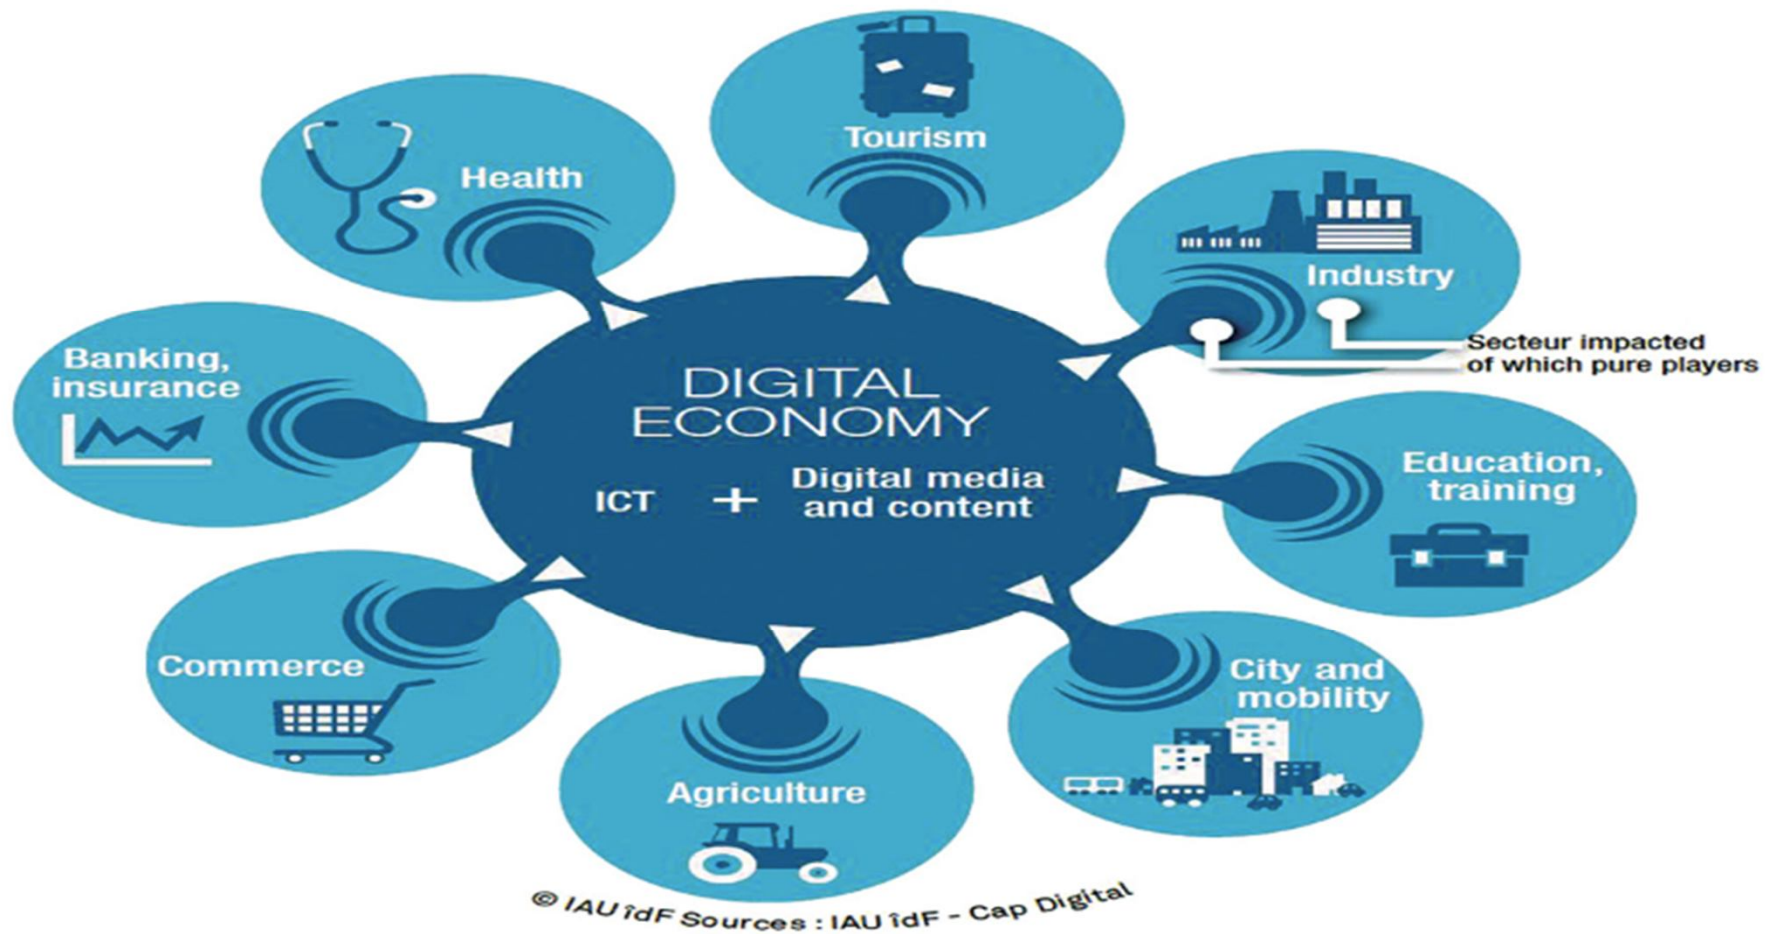 Tourism
Health
Industry
Secteur impacted
of which pure players
Banking,
insurance
DIGITAL
ECONOMY
ICT + Digital media
and content
Education,
training
Commerce
City and
mobility
Agriculture
© IAU îdF Sources : IAU îdF - Cap Digital